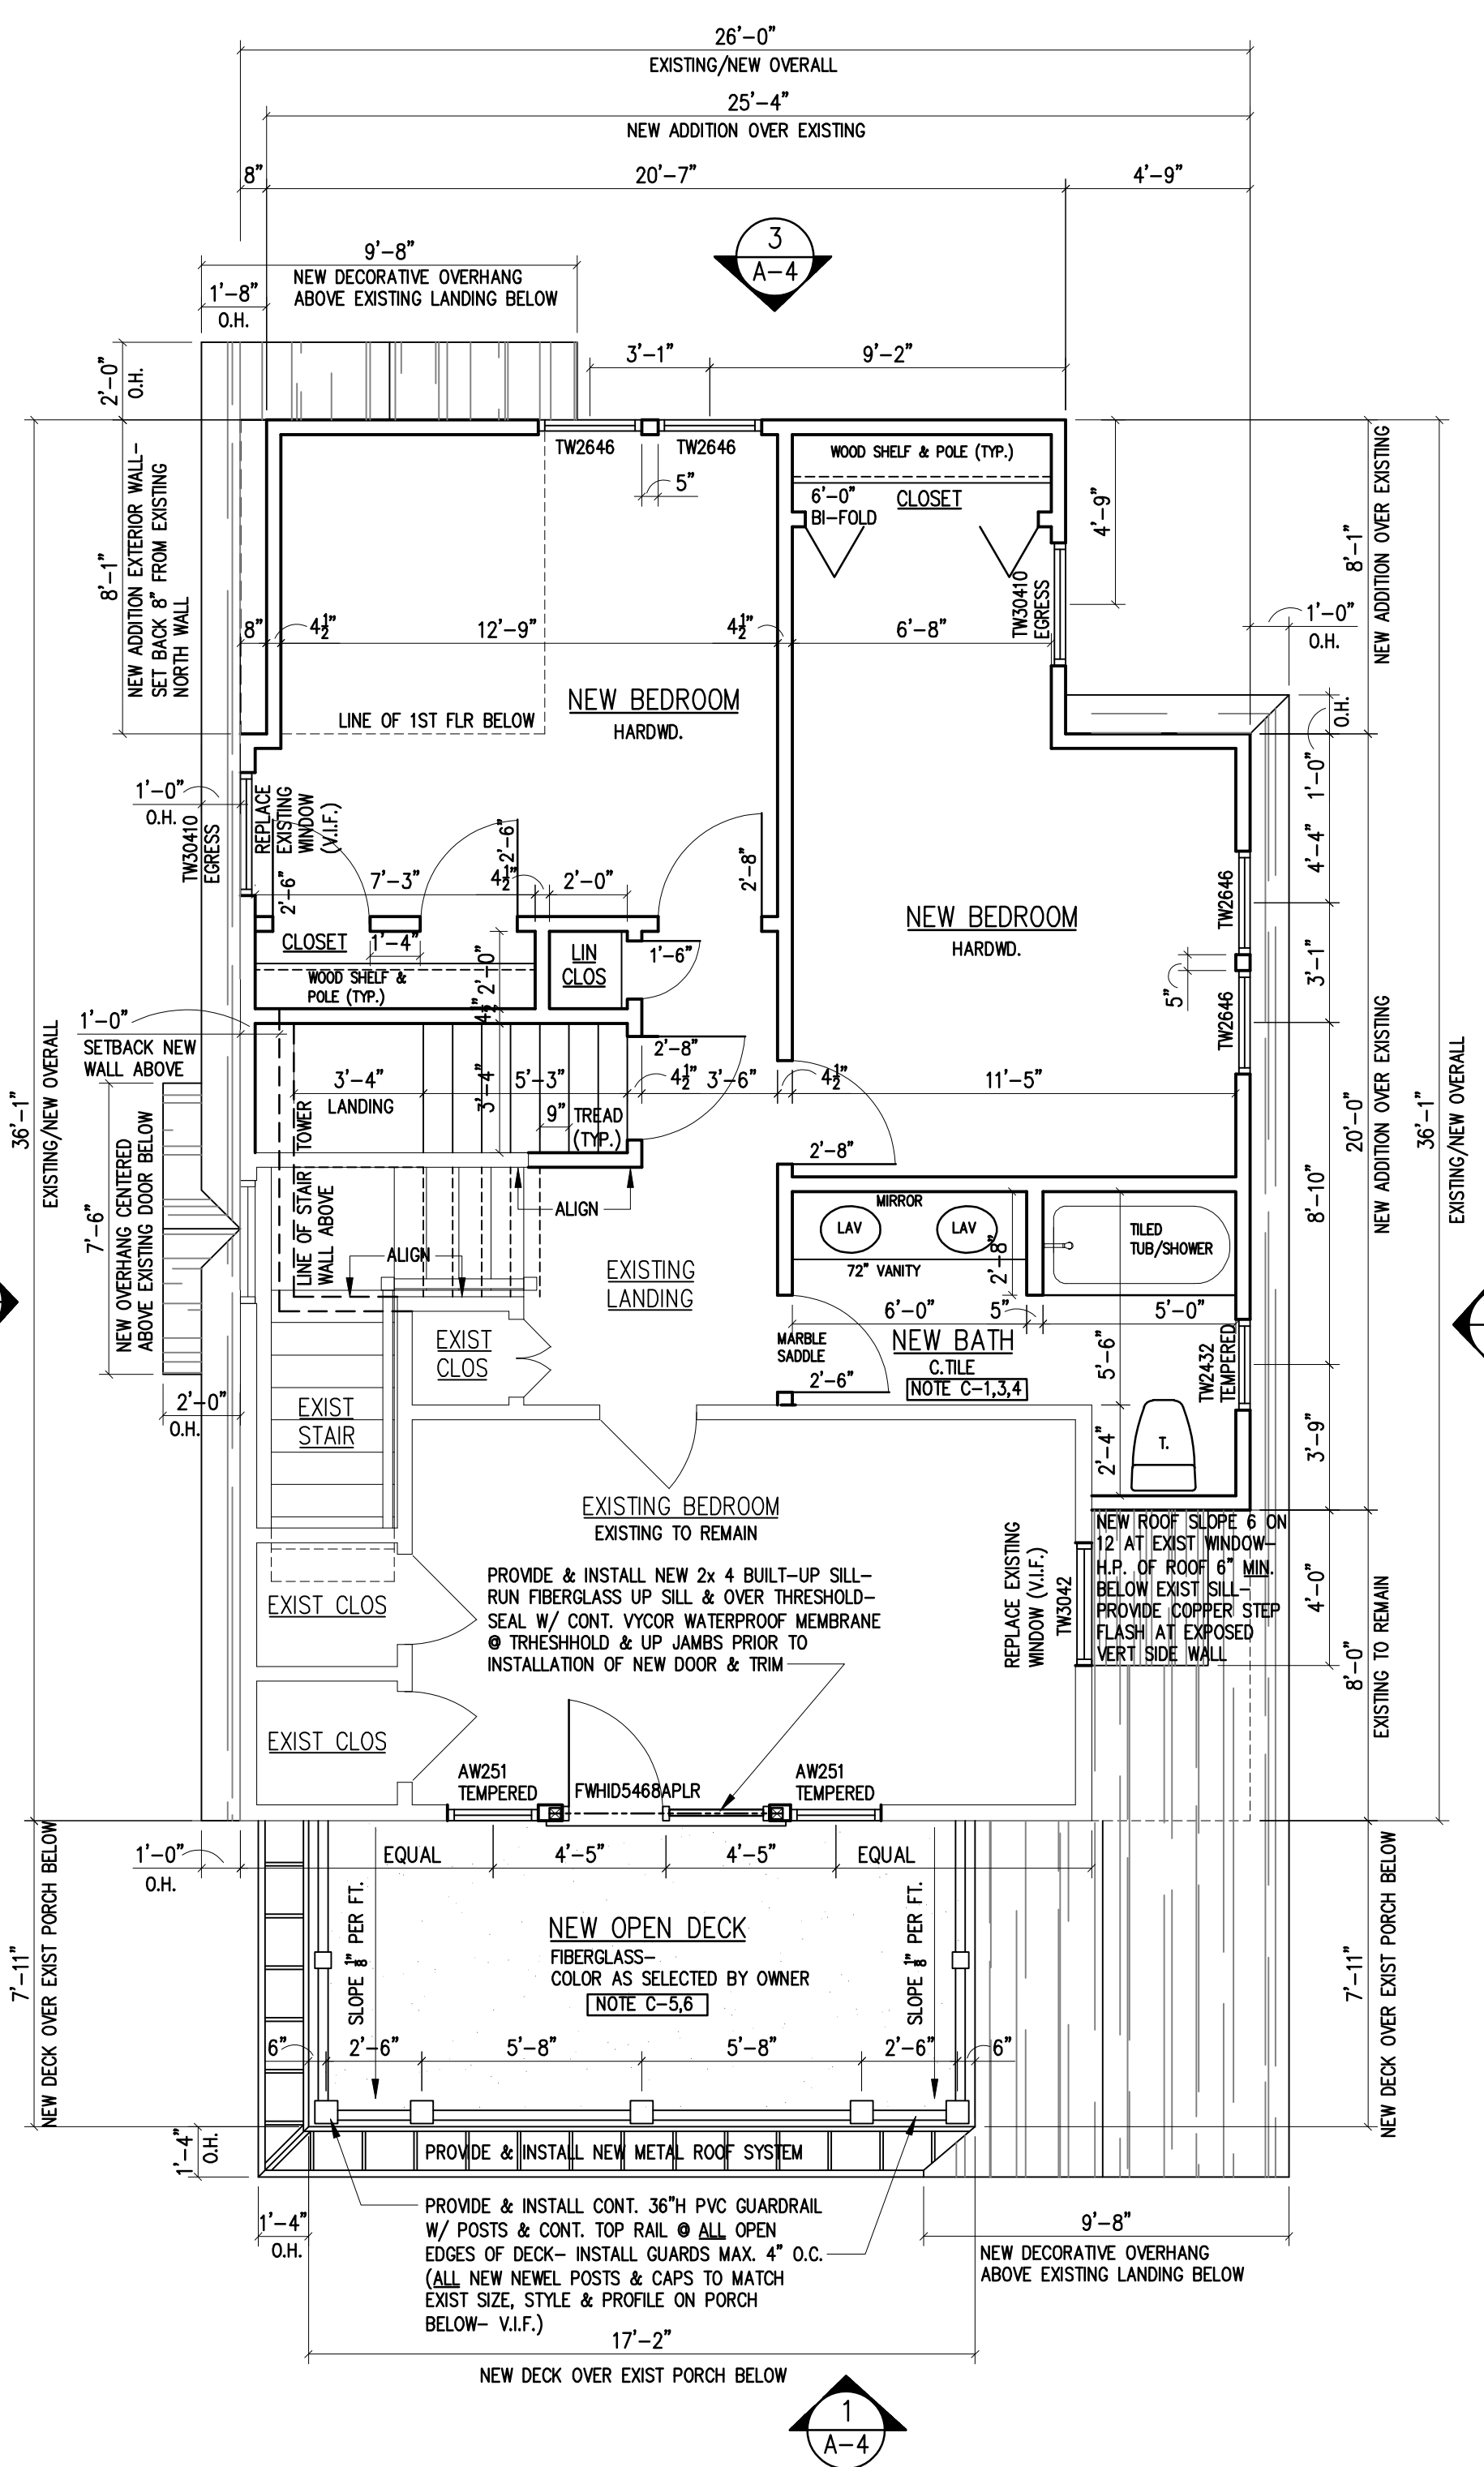 26'-0"
EXISTING/NEW OVERALL
25'-4"
NEW ADDITION OVER EXISTING
8"
20'-7"
4'-9"
3
A-4
9'-8"
NEW DECORATIVE OVERHANG
ABOVE EXISTING LANDING BELOW
1'-8"
O.H.
3'-1"
9'-2"
2'-0"
O.H.
TW2646
TW2646
5"
WOOD SHELF & POLE (TYP.)
6'-0"
BI-FOLD
CLOSET
4'-9"
8'-1"
NEW ADDITION OVER EXISTING
8'-1"
NEW ADDITION EXTERIOR WALL-
SET BACK 8" FROM EXISTING
NORTH WALL
TW30410
EGRESS
1'-0"
O.H.
8"
4½"
12'-9"
4½"
6'-8"
NEW BEDROOM
HARDWD.
LINE OF 1ST FLR BELOW
O.H.
1'-0"
1'-0"
O.H.
TW30410
EGRESS
REPLACE
EXISTING
WINDOW
(V.I.F.)
2'-6"
7'-3"
2'-6"
4½"
2'-0"
2'-8"
4'-4"
TW2646
NEW BEDROOM
HARDWD.
CLOSET
1'-4"
WOOD SHELF &
POLE (TYP.)
2'-0"
4½"
LIN
CLOS
1'-6"
3'-1"
5"
TW2646
1'-0"
SETBACK NEW
WALL ABOVE
2'-8"
3'-4"
LANDING
3'-4"
5'-3"
4½"
3'-6"
4½"
11'-5"
9"
TREAD
(TYP.)
2'-8"
36'-1"
EXISTING/NEW OVERALL
7'-6"
NEW OVERHANG CENTERED
ABOVE EXISTING DOOR BELOW
LINE OF STAIR TOWER
WALL ABOVE
ALIGN
ALIGN
8'-10"
20'-0"
NEW ADDITION OVER EXISTING
36'-1"
EXISTING/NEW OVERALL
MIRROR
LAV
LAV
72" VANITY
2'-8"
TILED
TUB/SHOWER
EXISTING
LANDING
6'-0"
5"
5'-0"
MARBLE
SADDLE
NEW BATH
C.TILE
NOTE C-1,3,4
2'-6"
5'-6"
TW2432
TEMPERED
EXIST
CLOS
EXIST
STAIR
2'-0"
O.H.
2'-4"
T.
3'-9"
EXISTING BEDROOM
EXISTING TO REMAIN
PROVIDE & INSTALL NEW 2x 4 BUILT-UP SILL-
RUN FIBERGLASS UP SILL & OVER THRESHOLD-
SEAL W/ CONT. VYCOR WATERPROOF MEMBRANE
@ TRHESHHOLD & UP JAMBS PRIOR TO
INSTALLATION OF NEW DOOR & TRIM
REPLACE EXISTING
WINDOW (V.I.F.)
TW3042
NEW ROOF SLOPE 6 ON
12 AT EXIST WINDOW-
H.P. OF ROOF 6" MIN.
BELOW EXIST SILL-
PROVIDE COPPER STEP
FLASH AT EXPOSED
VERT SIDE WALL
4'-0"
8'-0"
EXISTING TO REMAIN
EXIST CLOS
EXIST CLOS
AW251
TEMPERED
FWHID5468APLR
AW251
TEMPERED
1'-0"
O.H.
EQUAL
4'-5"
4'-5"
EQUAL
7'-11"
NEW DECK OVER EXIST PORCH BELOW
SLOPE ⅛" PER FT.
NEW OPEN DECK
FIBERGLASS-
COLOR AS SELECTED BY OWNER
NOTE C-5,6
SLOPE ⅛" PER FT.
7'-11"
NEW DECK OVER EXIST PORCH BELOW
6"
2'-6"
5'-8"
5'-8"
2'-6"
6"
1'-4"
O.H.
PROVIDE & INSTALL NEW METAL ROOF SYSTEM
1'-4"
O.H.
PROVIDE & INSTALL CONT. 36"H PVC GUARDRAIL
W/ POSTS & CONT. TOP RAIL @ ALL OPEN
EDGES OF DECK- INSTALL GUARDS MAX. 4" O.C.
(ALL NEW NEWEL POSTS & CAPS TO MATCH
EXIST SIZE, STYLE & PROFILE ON PORCH
BELOW- V.I.F.)
9'-8"
NEW DECORATIVE OVERHANG
ABOVE EXISTING LANDING BELOW
17'-2"
NEW DECK OVER EXIST PORCH BELOW
1
A-4